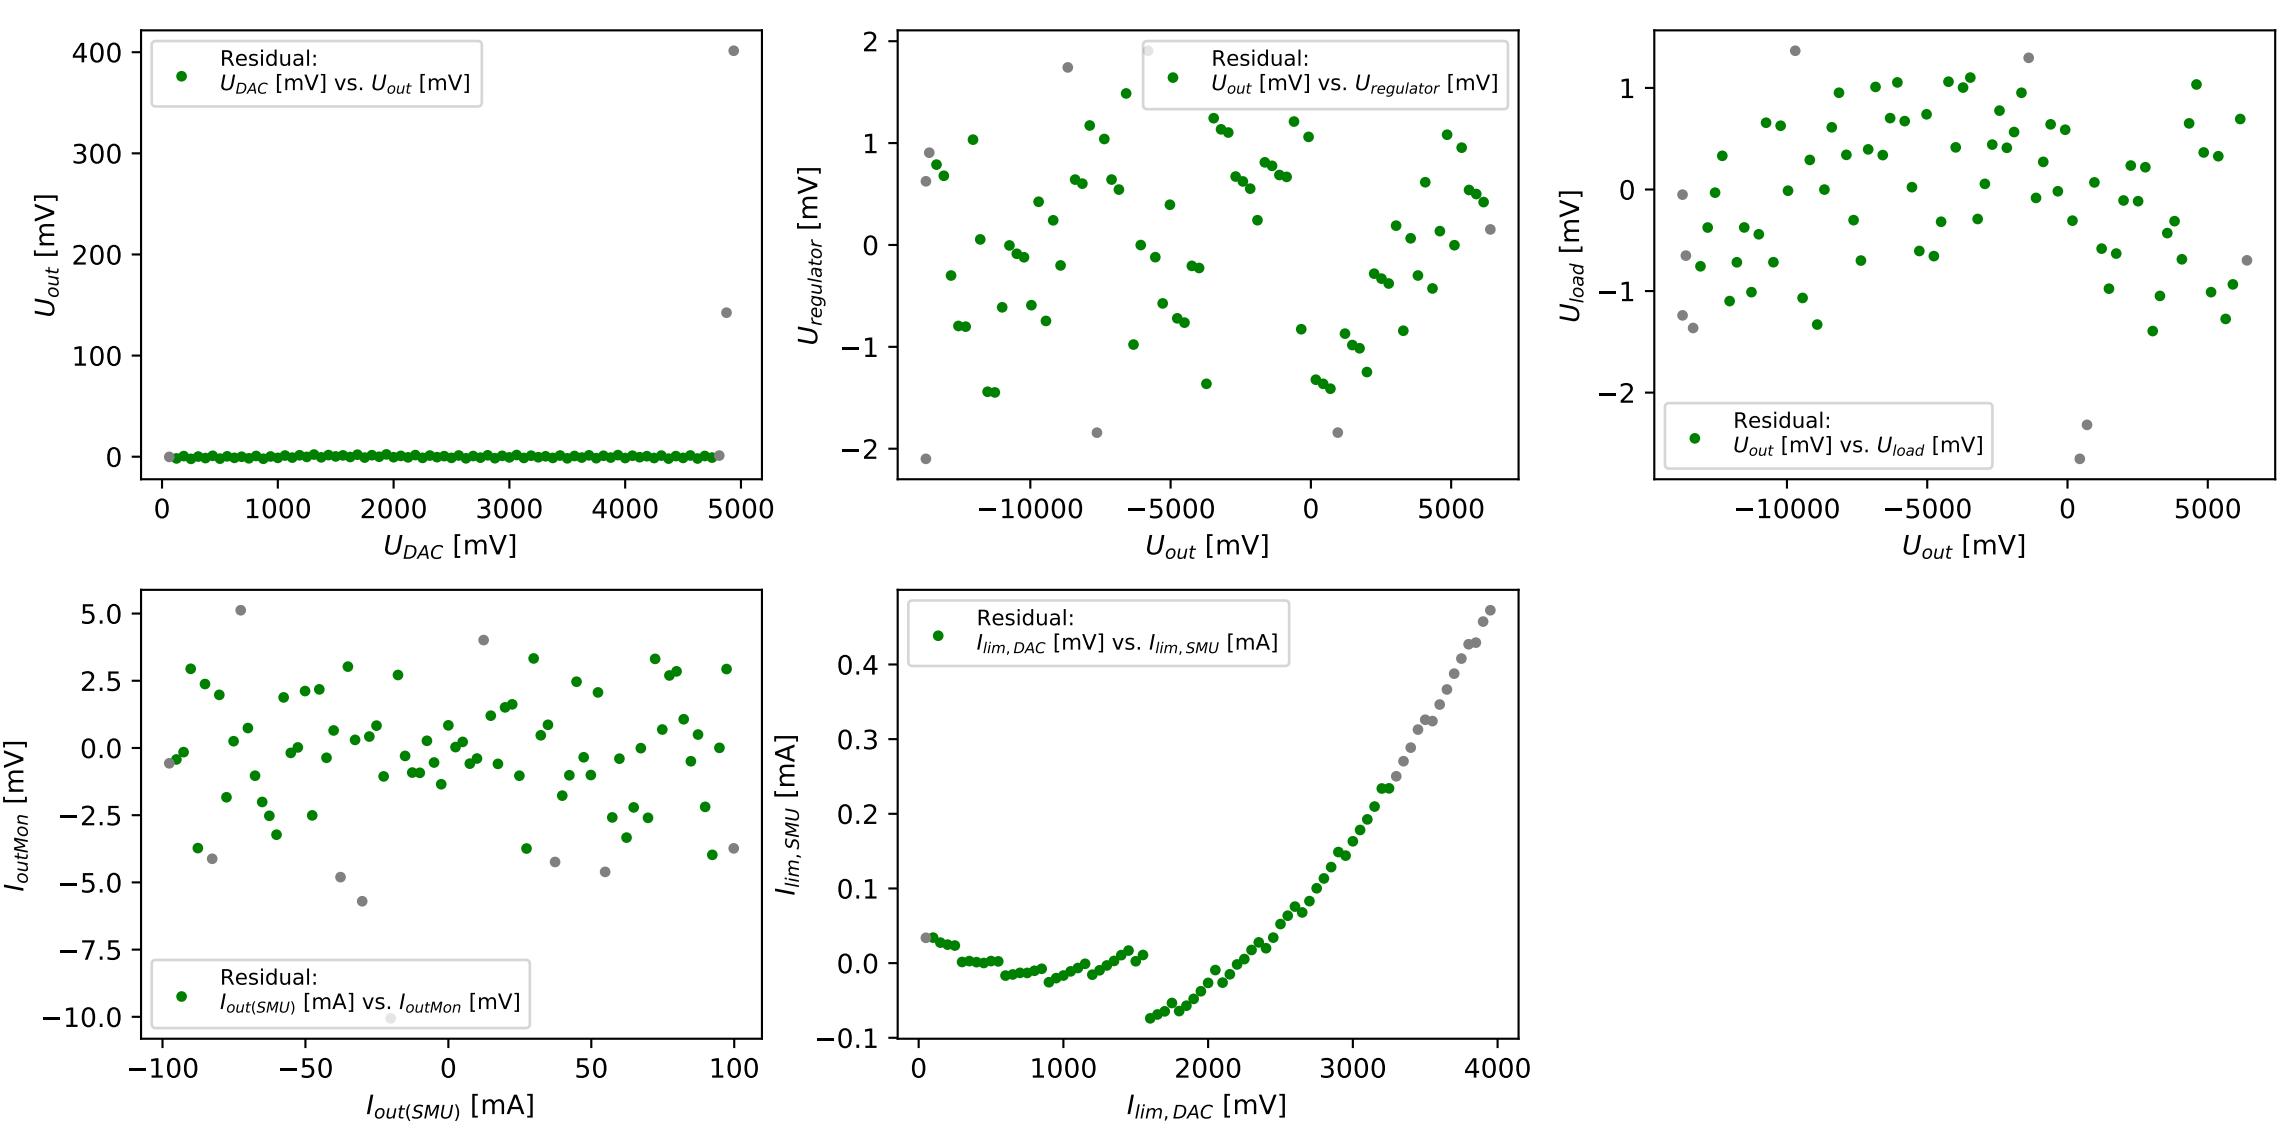 Residual:
U_DAC [mV] vs. U_out [mV]
400
300
200
100
0
U_out [mV]
0 1000 2000 3000 4000 5000
U_DAC [mV]
Residual:
U_out [mV] vs. U_regulator [mV]
2
1
0
−1
−2
U_regulator [mV]
−10000 −5000 0 5000
U_out [mV]
1
0
−1
−2
U_load [mV]
Residual:
U_out [mV] vs. U_load [mV]
−10000 −5000 0 5000
U_out [mV]
5.0
2.5
0.0
−2.5
−5.0
−7.5
−10.0
I_outMon [mV]
Residual:
I_out(SMU) [mA] vs. I_outMon [mV]
−100 −50 0 50 100
I_out(SMU) [mA]
Residual:
I_lim,DAC [mV] vs. I_lim,SMU [mA]
0.4
0.3
0.2
0.1
0.0
−0.1
I_lim,SMU [mA]
0 1000 2000 3000 4000
I_lim,DAC [mV]